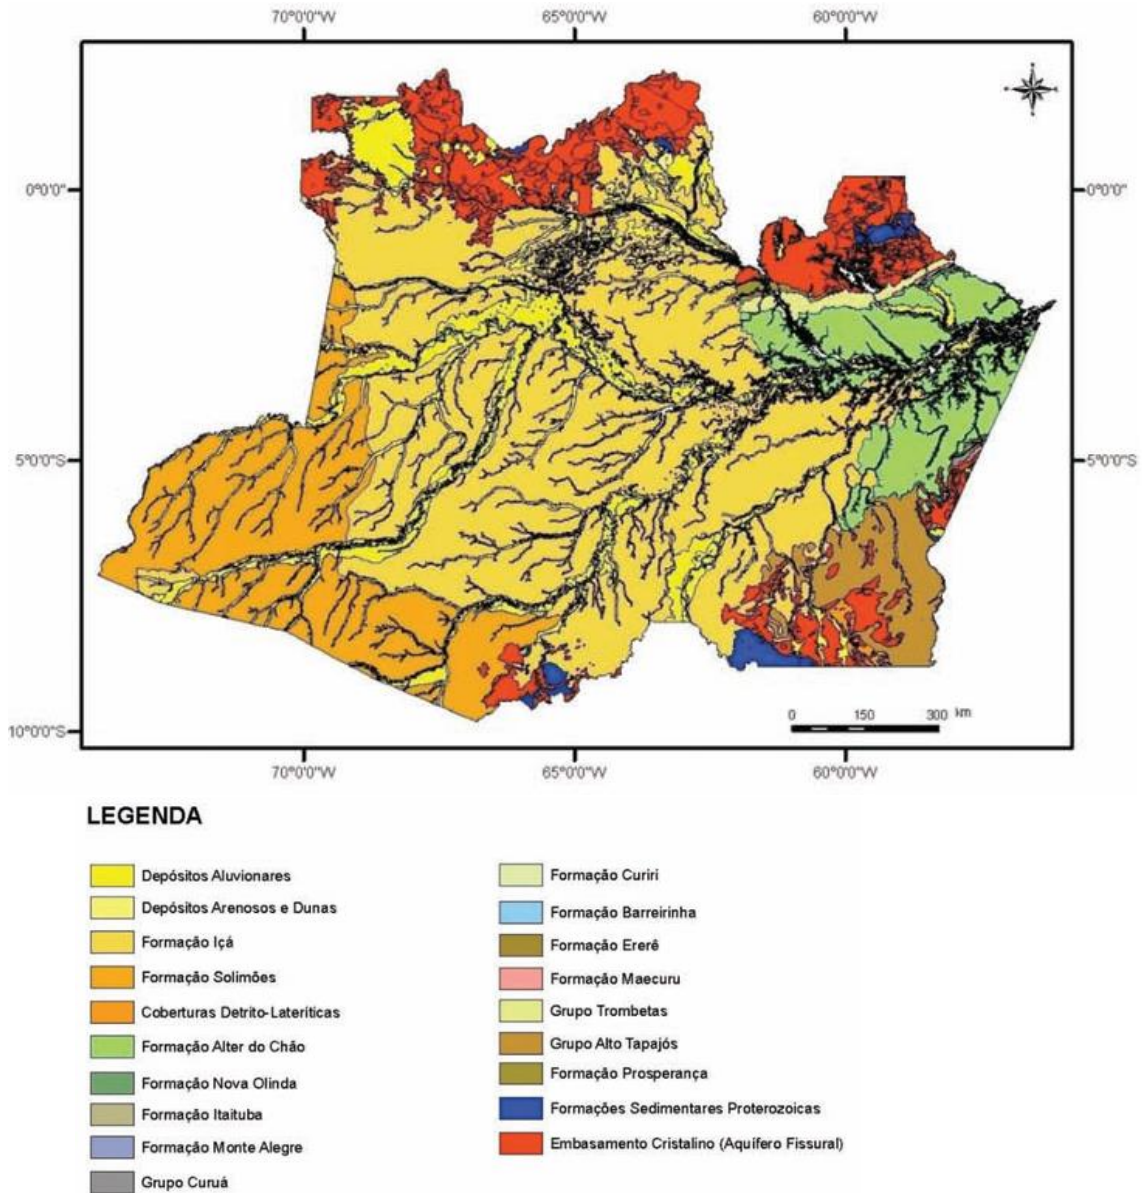 70°0'0"W 65°0'0"W 60°0'0"W
0°0'0" 0°0'0"
5°0'0"S 5°0'0"S
10°0'0"S
0 150 300 km
70°0'0"W 65°0'0"W 60°0'0"W
LEGENDA
Depósitos Aluvionares
Depósitos Arenosos e Dunas
Formação Içá
Formação Solimões
Coberturas Detrito-Lateríticas
Formação Alter do Chão
Formação Nova Olinda
Formação Itaituba
Formação Monte Alegre
Grupo Curuá
Formação Curiri
Formação Barreirinha
Formação Ererê
Formação Maecuru
Grupo Trombetas
Grupo Alto Tapajós
Formação Prosperança
Formações Sedimentares Proterozoicas
Embasamento Cristalino (Aquífero Fissural)